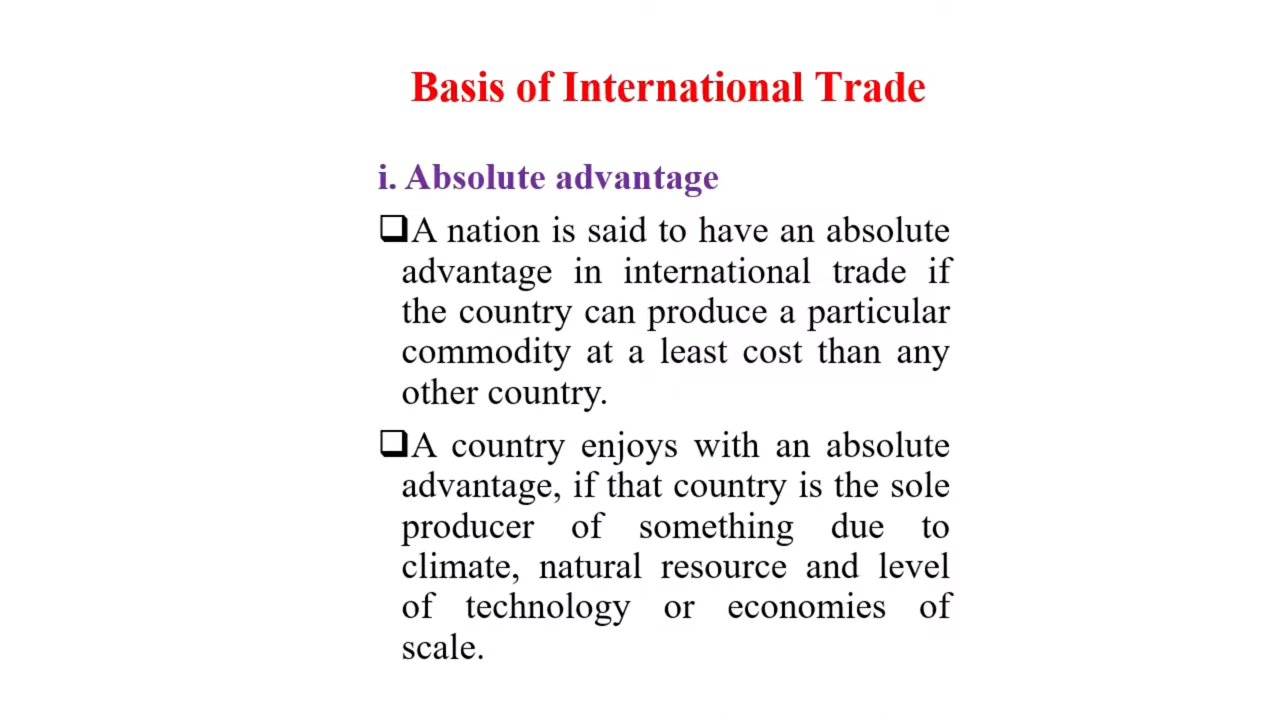 Basis of International Trade
i. Absolute advantage
❑A nation is said to have an absolute
advantage in international trade if
the country can produce a particular
commodity at a least cost than any
other country.
❑A country enjoys with an absolute
advantage, if that country is the sole
producer of something due to
climate, natural resource and level
of technology or economies of
scale.